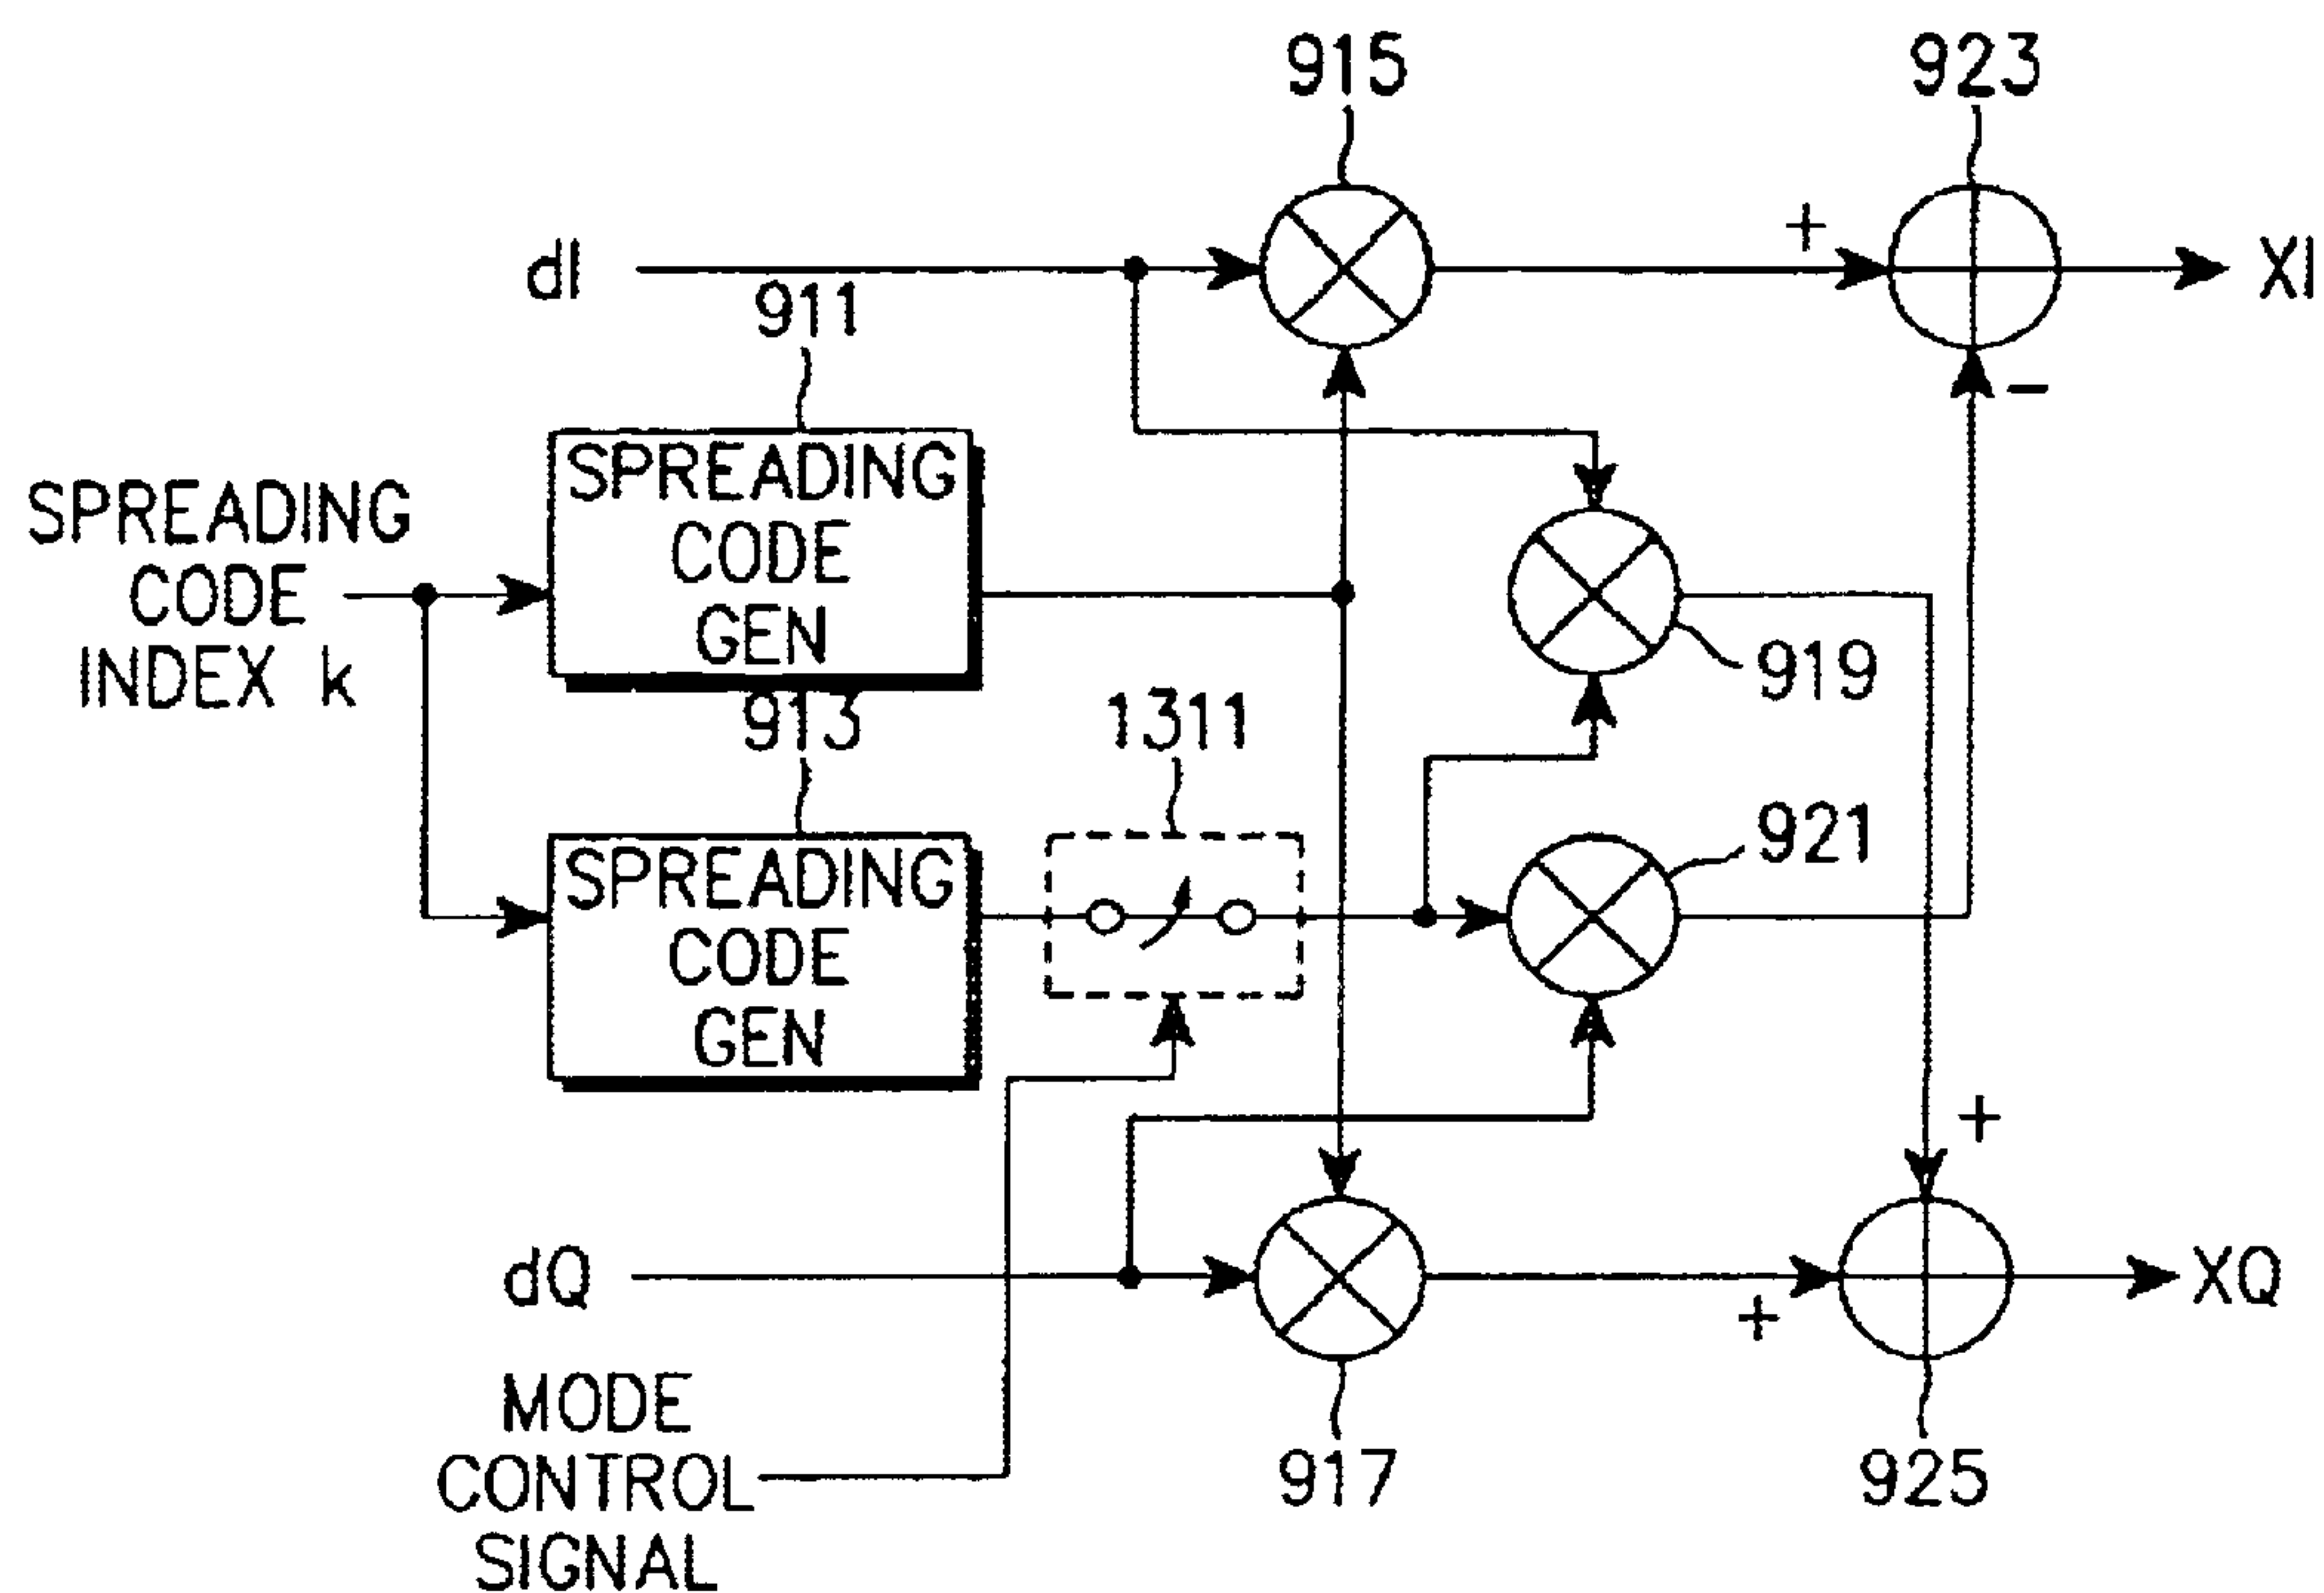 915
923
dI
+
XI
911
-
SPREADING
CODE
GEN
SPREADING
CODE
INDEX k
919
913
1311
921
SPREADING
CODE
GEN
+
dQ
XQ
+
MODE
CONTROL
SIGNAL
917
925